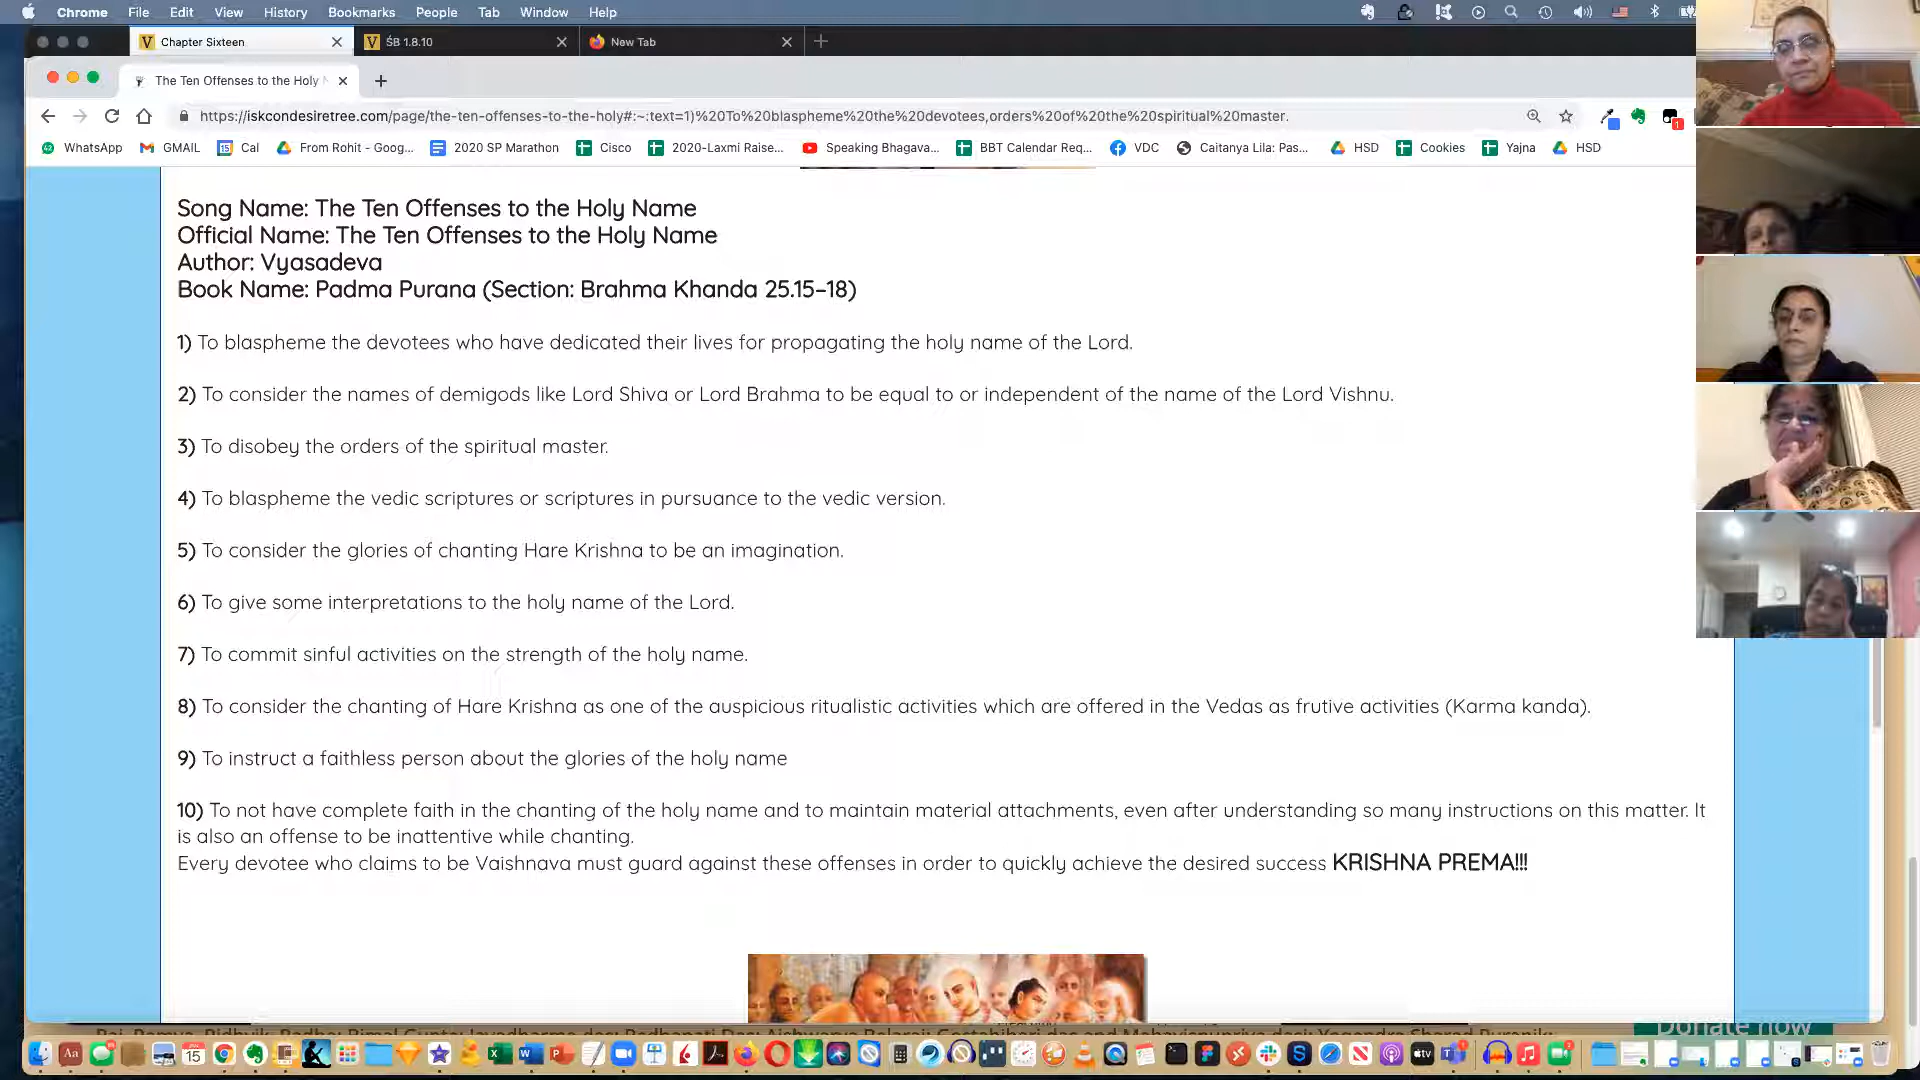 Chrome File Edit View History Bookmarks People Tab Window Help
Chapter Sixteen ŚB 1.8.10 New Tab
The Ten Offenses to the Holy N
https://iskcondesiretree.com/page/the-ten-offenses-to-the-holy#:~:text=1)%20To%20blaspheme%20the%20devotees,orders%20of%20the%20spiritual%20master.
WhatsApp GMAIL Cal From Rohit - Goog... 2020 SP Marathon Cisco 2020-Laxmi Raise... Speaking Bhagava... BBT Calendar Req... VDC Caitanya Lila: Pas... HSD Cookies Yajna HSD
Song Name: The Ten Offenses to the Holy Name
Official Name: The Ten Offenses to the Holy Name
Author: Vyasadeva
Book Name: Padma Purana (Section: Brahma Khanda 25.15–18)
1) To blaspheme the devotees who have dedicated their lives for propagating the holy name of the Lord.
2) To consider the names of demigods like Lord Shiva or Lord Brahma to be equal to or independent of the name of the Lord Vishnu.
3) To disobey the orders of the spiritual master.
4) To blaspheme the vedic scriptures or scriptures in pursuance to the vedic version.
5) To consider the glories of chanting Hare Krishna to be an imagination.
6) To give some interpretations to the holy name of the Lord.
7) To commit sinful activities on the strength of the holy name.
8) To consider the chanting of Hare Krishna as one of the auspicious ritualistic activities which are offered in the Vedas as frutive activities (Karma kanda).
9) To instruct a faithless person about the glories of the holy name
10) To not have complete faith in the chanting of the holy name and to maintain material attachments, even after understanding so many instructions on this matter. It
is also an offense to be inattentive while chanting.
Every devotee who claims to be Vaishnava must guard against these offenses in order to quickly achieve the desired success KRISHNA PREMA!!!
Donate now